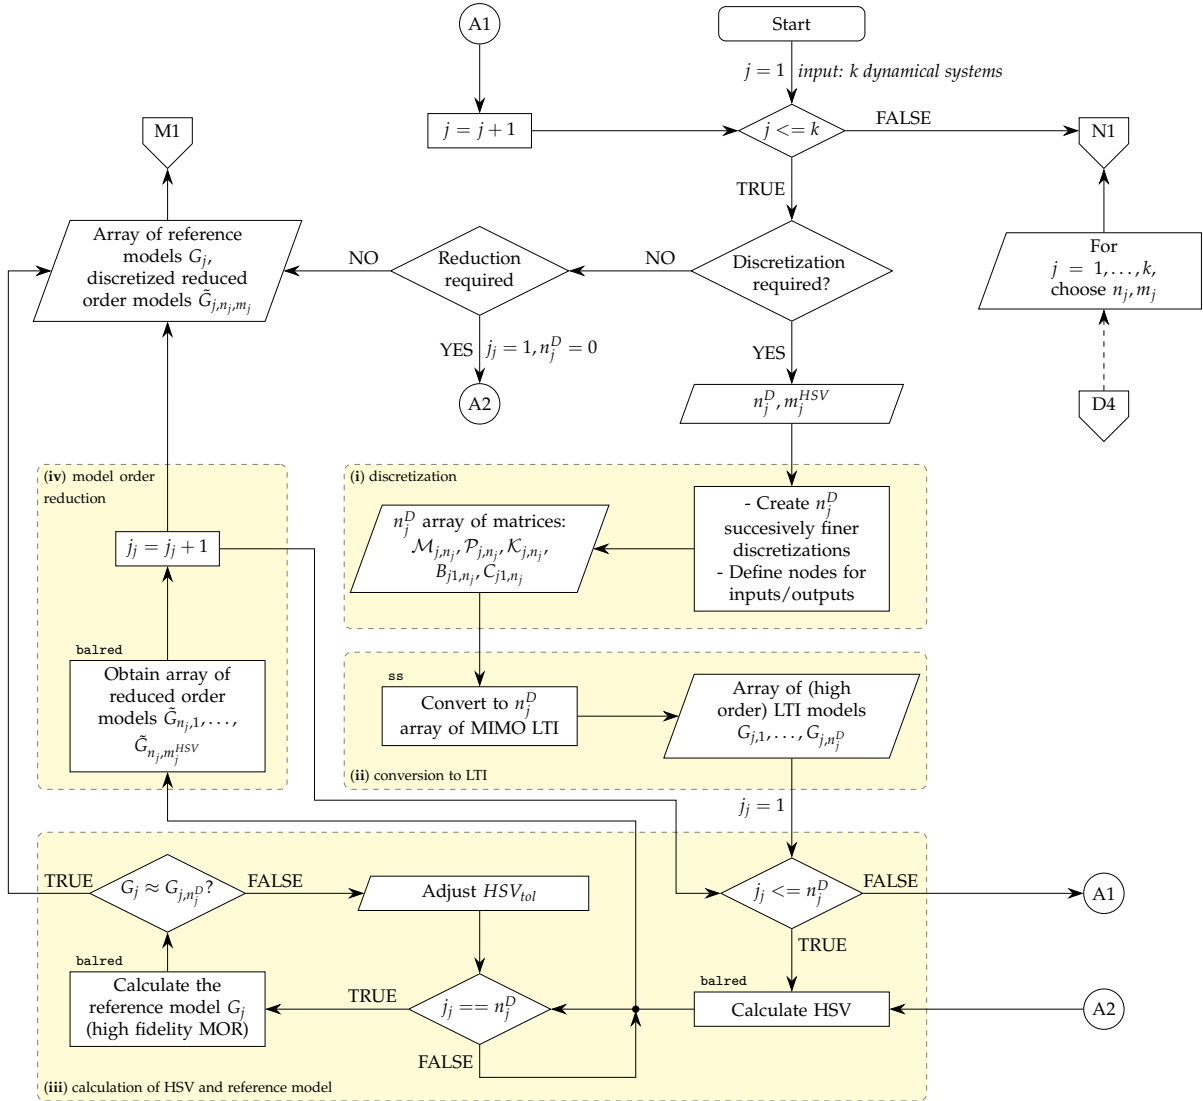 A1
Start
j = 1
input: k dynamical systems
M1
j = j + 1
j <= k
FALSE
N1
TRUE
Array of reference
models G_j,
discretized reduced
order models G̃_{j,n_j,m_j}
NO
Reduction
required
NO
Discretization
required?
For
j = 1, . . . , k,
choose n_j, m_j
YES
j_j = 1, n_j^D = 0
YES
A2
n_j^D, m_j^{HSV}
D4
(iv) model order
reduction
(i) discretization
j_j = j_j + 1
n_j^D array of matrices:
ℳ_{j,n_j}, 𝒫_{j,n_j}, 𝒦_{j,n_j},
B_{j1,n_j}, C_{j1,n_j}
- Create n_j^D
succesively finer
discretizations
- Define nodes for
inputs/outputs
balred
Obtain array of
reduced order
models G̃_{n_j,1}, . . . ,
G̃_{n_j,m_j^{HSV}}
ss
Convert to n_j^D
array of MIMO LTI
Array of (high
order) LTI models
G_{j,1}, . . . , G_{j,n_j^D}
(ii) conversion to LTI
j_j = 1
TRUE
G_j ≈ G_{j,n_j^D}?
FALSE
Adjust HSV_{tol}
j_j <= n_j^D
FALSE
A1
TRUE
balred
Calculate the
reference model G_j
(high fidelity MOR)
TRUE
j_j == n_j^D
FALSE
balred
Calculate HSV
A2
(iii) calculation of HSV and reference model